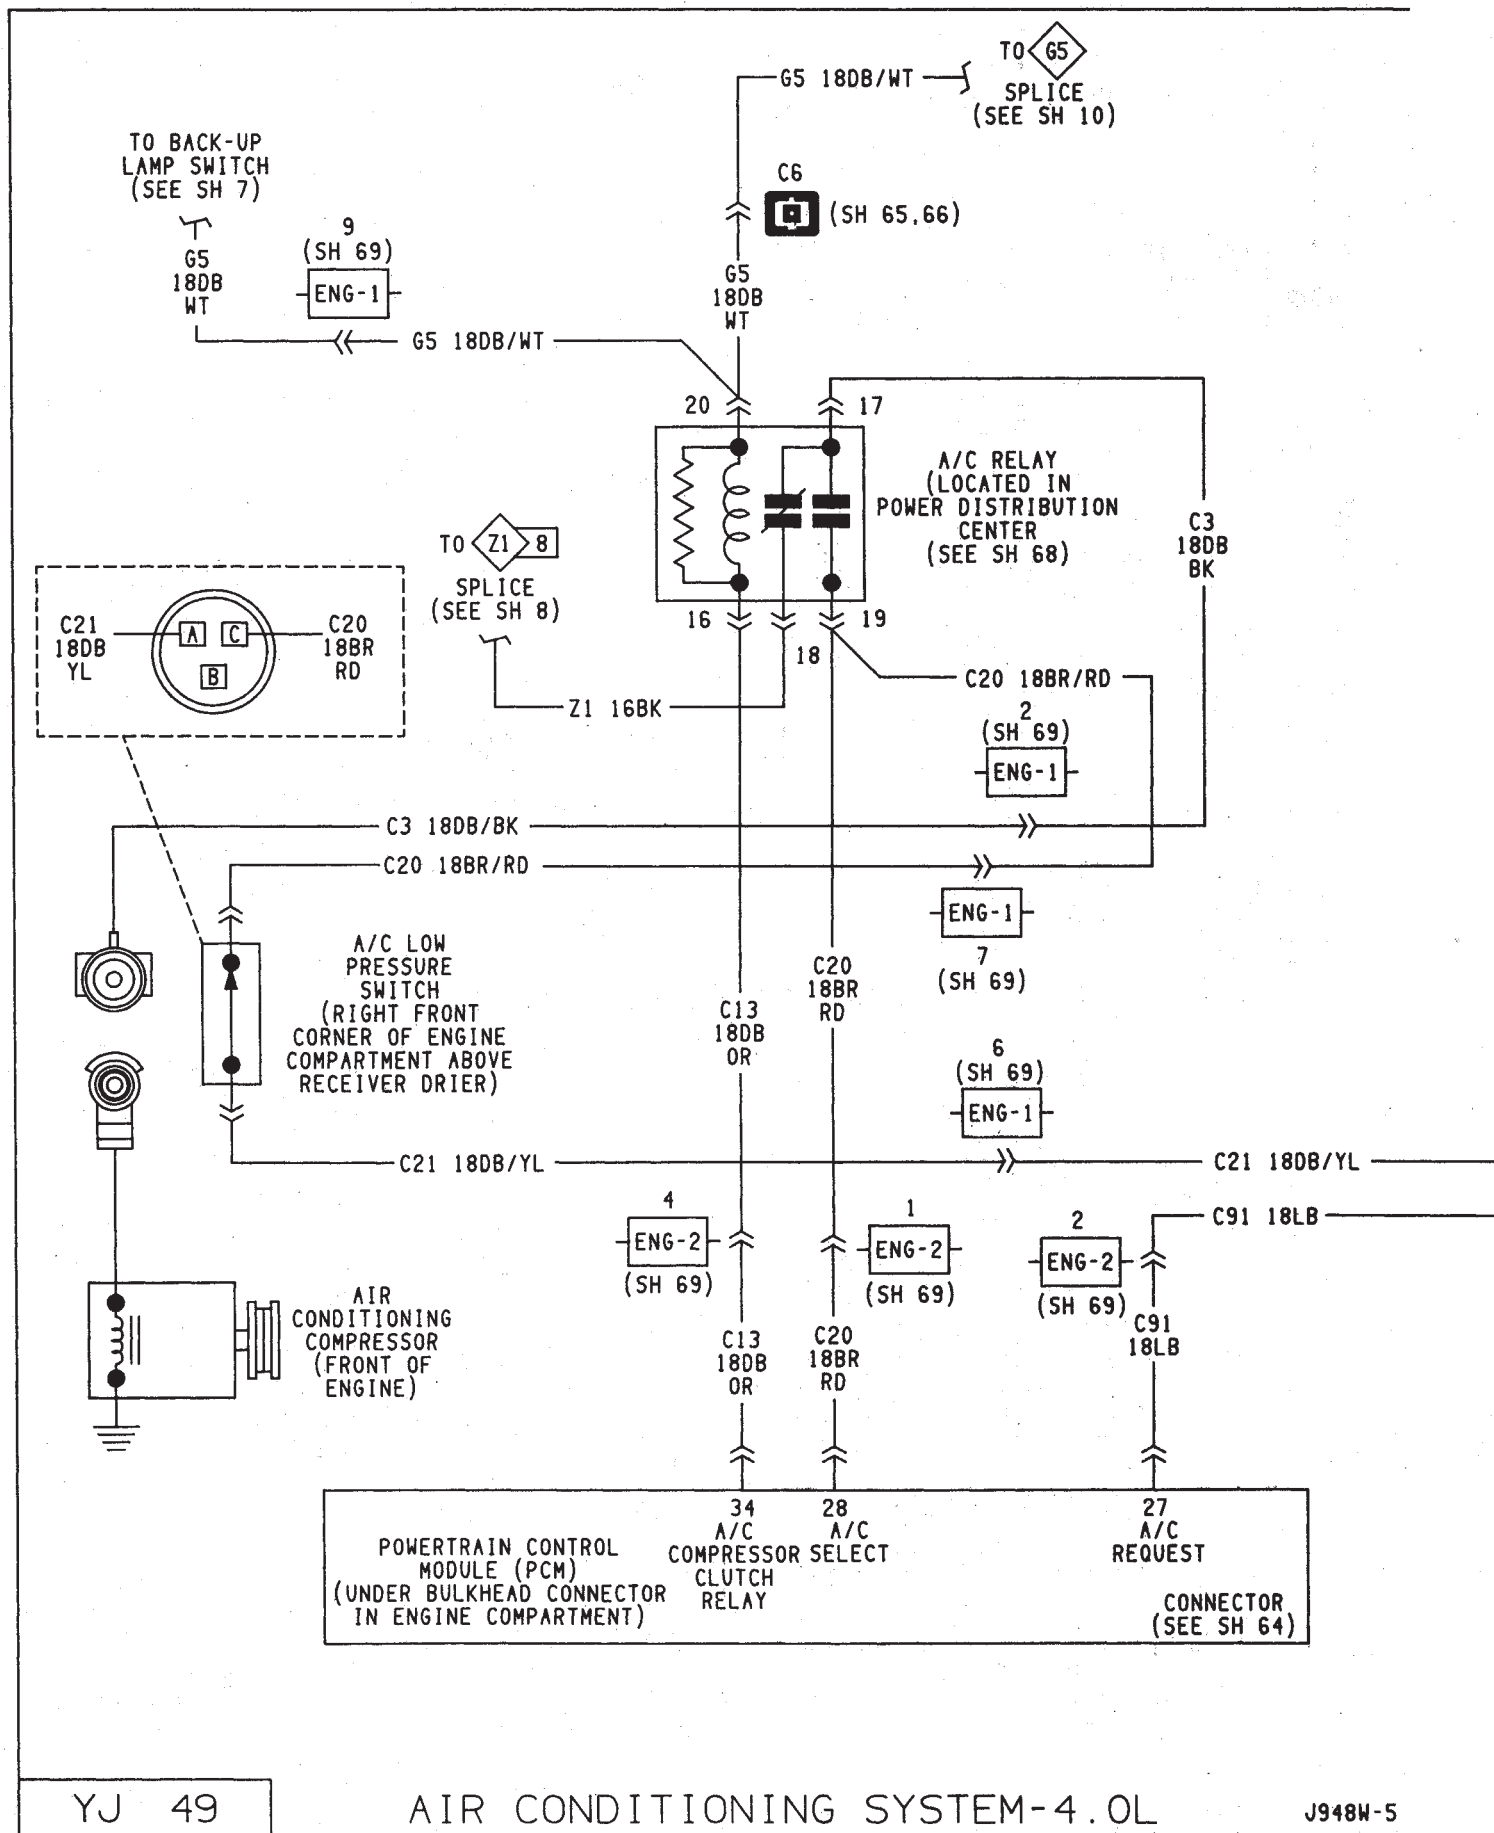 TO G5
G5 18DB/WT
SPLICE
(SEE SH 10)
TO BACK-UP
LAMP SWITCH
(SEE SH 7)
C6
(SH 65,66)
9
(SH 69)
ENG-1
G5
18DB
WT
G5
18DB
WT
G5 18DB/WT
20
17
A/C RELAY
(LOCATED IN
POWER DISTRIBUTION
CENTER
(SEE SH 68)
C3
18DB
BK
TO Z1 8
SPLICE
(SEE SH 8)
16
19
18
C21
18DB
YL
A
C
B
C20
18BR
RD
C20 18BR/RD
Z1 16BK
2
(SH 69)
ENG-1
C3 18DB/BK
C20 18BR/RD
ENG-1
7
(SH 69)
A/C LOW
PRESSURE
SWITCH
(RIGHT FRONT
CORNER OF ENGINE
COMPARTMENT ABOVE
RECEIVER DRIER)
C13
18DB
OR
C20
18BR
RD
6
(SH 69)
ENG-1
C21 18DB/YL
C21 18DB/YL
4
ENG-2
(SH 69)
1
ENG-2
(SH 69)
2
ENG-2
(SH 69)
C91 18LB
AIR
CONDITIONING
COMPRESSOR
(FRONT OF
ENGINE)
C13
18DB
OR
C20
18BR
RD
C91
18LB
34
A/C
COMPRESSOR
CLUTCH
RELAY
28
A/C
SELECT
27
A/C
REQUEST
POWERTRAIN CONTROL
MODULE (PCM)
(UNDER BULKHEAD CONNECTOR
IN ENGINE COMPARTMENT)
CONNECTOR
(SEE SH 64)
YJ 49
AIR CONDITIONING SYSTEM-4.0L
J948W-5